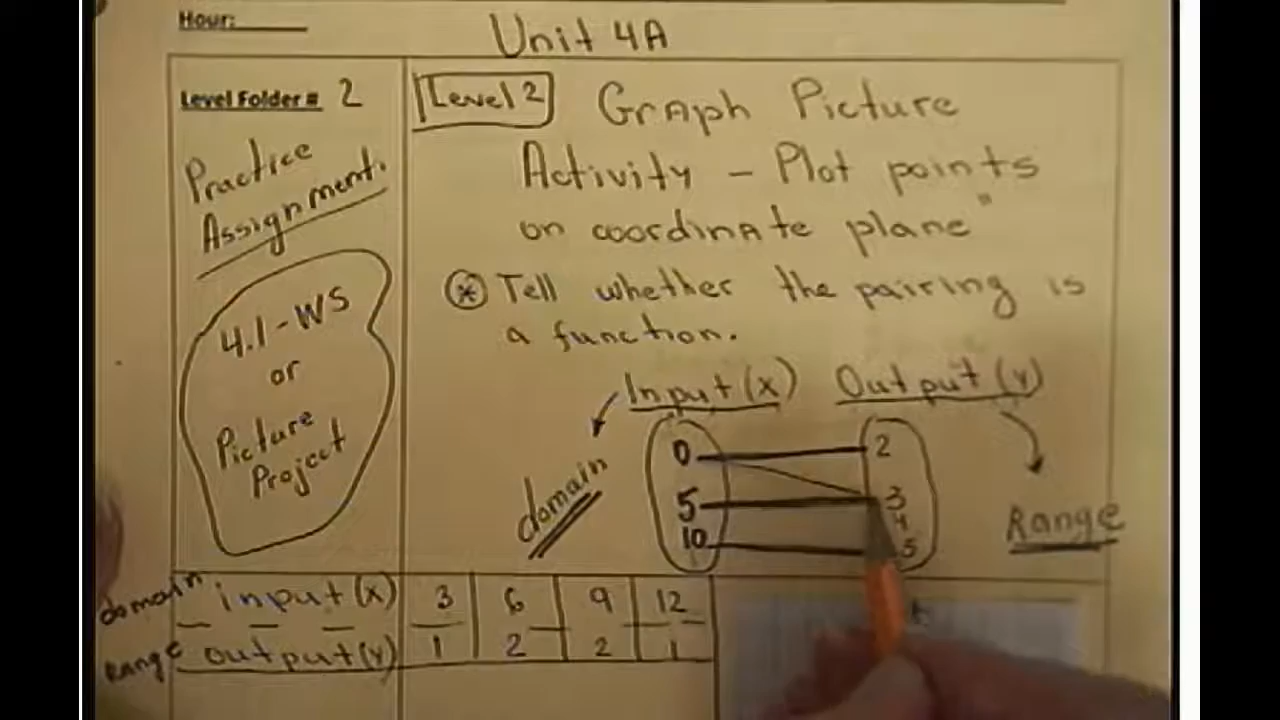 Hour:
Unit 4A
Level Folder # 2
Practice
Assignment.
4.1-WS
or
Picture
Project
Level 2 Graph Picture
Activity - Plot points
on coordinate plane"
* Tell whether the pairing is
a function.
Input (x) Output (y)
domain
0 2
5 3
4
10 5
Range
domain input (x) 3 6 9 12
Range output (y) 1 2 2 1